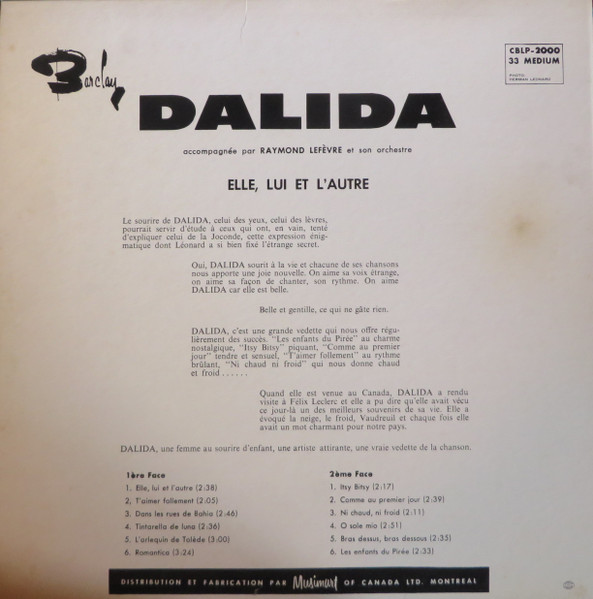 Barclay
CBLP-2000
33 MEDIUM
PHOTO:
HERMAN LEONARD
DALIDA
accompagnée par RAYMOND LEFÈVRE et son orchestre
ELLE, LUI ET L'AUTRE
Le sourire de DALIDA, celui des yeux, celui des lèvres,
pourrait servir d'étude à ceux qui ont, en vain, tenté
d'expliquer celui de la Joconde, cette expression énig-
matique dont Léonard a si bien fixé l'étrange secret.
Oui, DALIDA sourit à la vie et chacune de ses chansons
nous apporte une joie nouvelle. On aime sa voix étrange,
on aime sa façon de chanter, son rythme. On aime
DALIDA car elle est belle.
Belle et gentille, ce qui ne gâte rien.
DALIDA, c'est une grande vedette qui nous offre régu-
lièrement des succès. "Les enfants du Pirée" au charme
nostalgique, "Itsy Bitsy" piquant, "Comme au premier
jour" tendre et sensuel, "T'aimer follement" au rythme
brûlant, "Ni chaud ni froid" qui nous donne chaud
et froid ......
Quand elle est venue au Canada, DALIDA a rendu
visite à Félix Leclerc et elle a pu dire qu'elle avait vécu
ce jour-là un des meilleurs souvenirs de sa vie. Elle a
évoqué la neige, le froid, Vaudreuil et chaque fois elle
avait un mot charmant pour notre pays.
DALIDA, une femme au sourire d'enfant, une artiste attirante, une vraie vedette de la chanson.
1ère Face
1. Elle, lui et l'autre (2:38)
2, T'aimer follement (2:05)
3. Dans les rues de Bahia (2:46)
4. Tintarella de luna (2:36)
5. L'arlequin de Tolède (3:00)
6. Romantica (3:24)
2ème Face
1. Itsy Bitsy (2:17)
2. Comme au premier jour (2:39)
3. Ni chaud, ni froid (2:11)
4. O sole mio (2:51)
5. Bras dessus, bras dessous (2:35)
6. Les enfants du Pirée (2:33)
DISTRIBUTION ET FABRICATION PAR Musimart OF CANADA LTD. MONTREAL